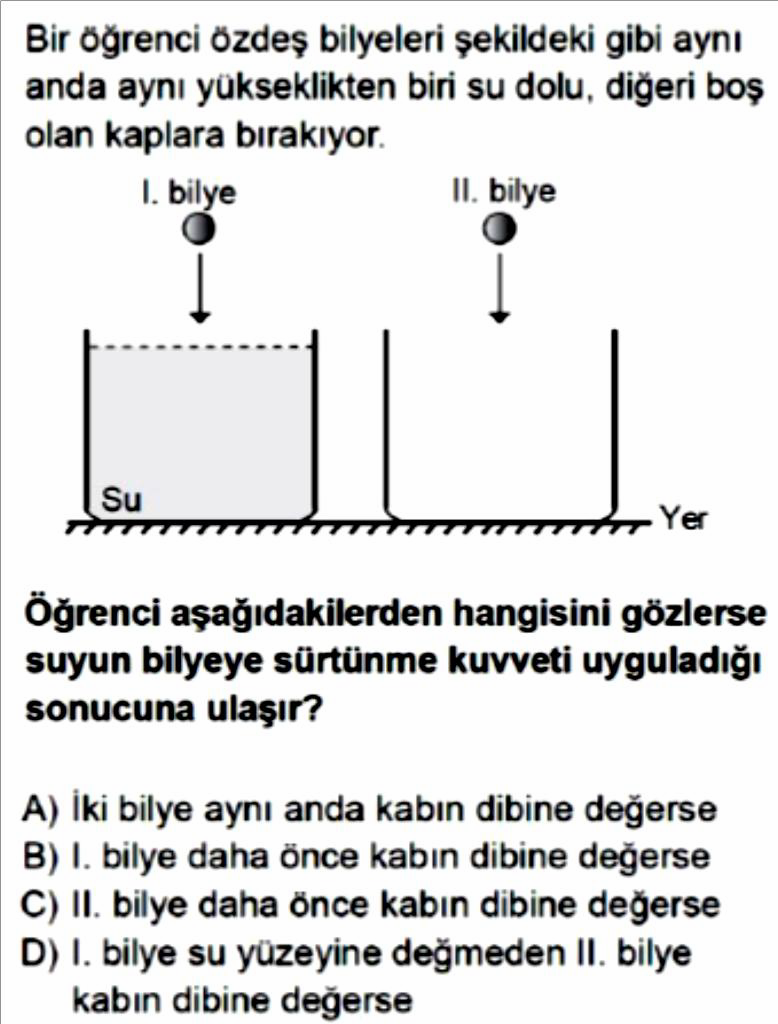 Bir öğrenci özdeş bilyeleri şekildeki gibi aynı
anda aynı yükseklikten biri su dolu, diğeri boş
olan kaplara bırakıyor.
I. bilye
II. bilye
Su
Yer
Öğrenci aşağıdakilerden hangisini gözlerse
suyun bilyeye sürtünme kuvveti uyguladığı
sonucuna ulaşır?
A) İki bilye aynı anda kabın dibine değerse
B) I. bilye daha önce kabın dibine değerse
C) II. bilye daha önce kabın dibine değerse
D) I. bilye su yüzeyine değmeden II. bilye
kabın dibine değerse